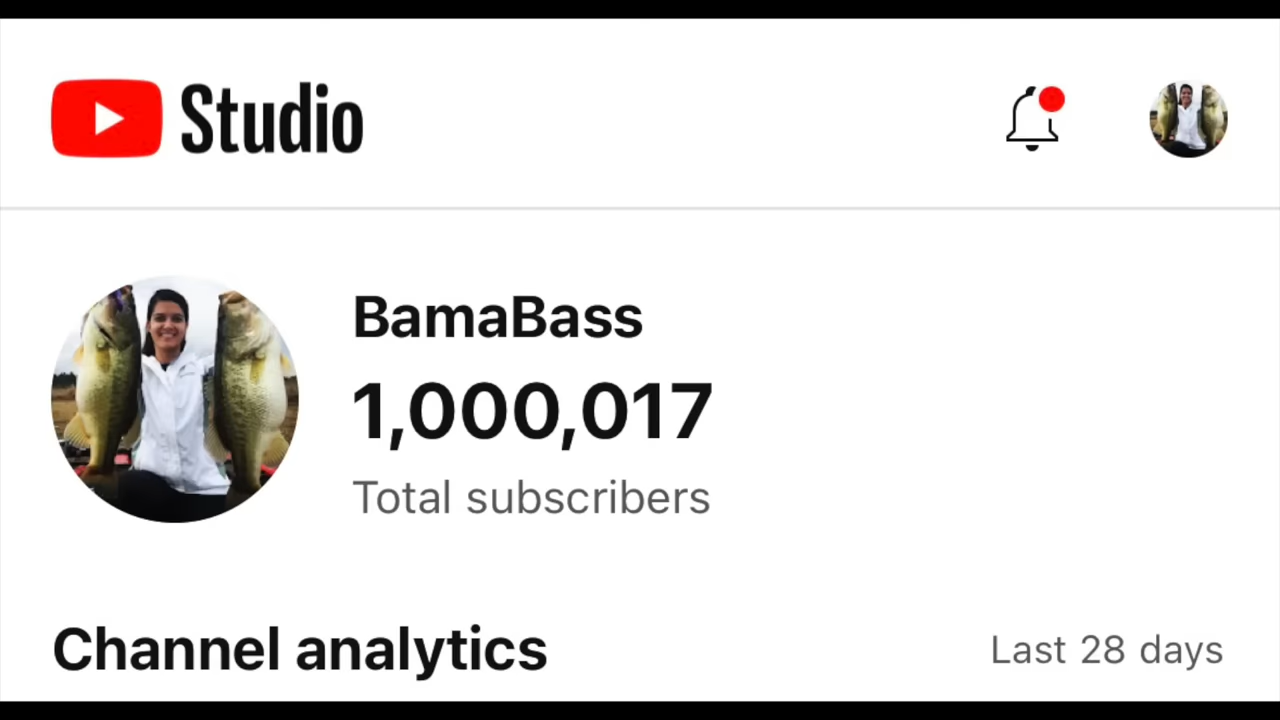 Studio
BamaBass
1,000,017
Total subscribers
Channel analytics
Last 28 days